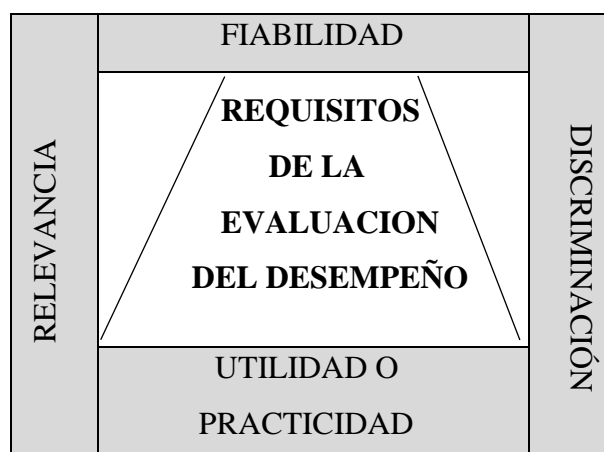 FIABILIDAD
RELEVANCIA
REQUISITOS
DE LA
EVALUACION
DEL DESEMPEÑO
DISCRIMINACIÓN
UTILIDAD O
PRACTICIDAD